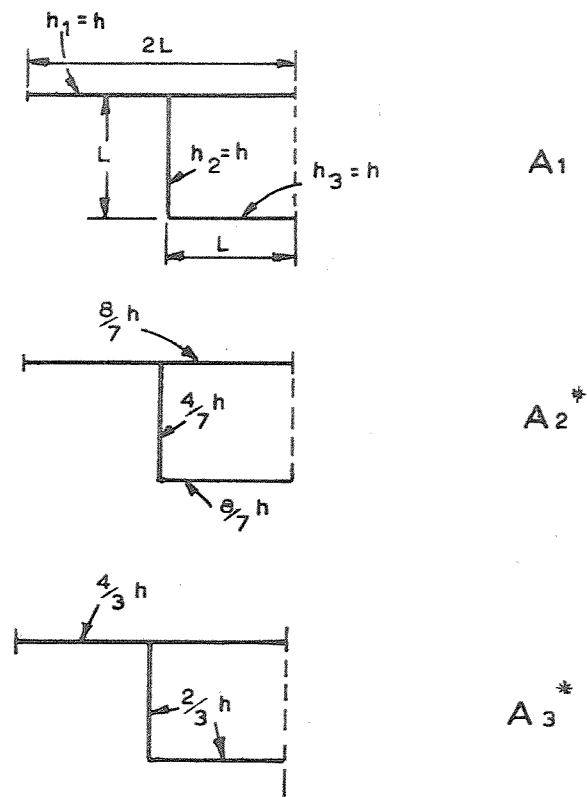 h₁ = h
2L
L
h₂ = h
h₃ = h
A₁
L
8/7 h
4/7 h
A₂*
8/7 h
4/3 h
2/3 h
A₃*